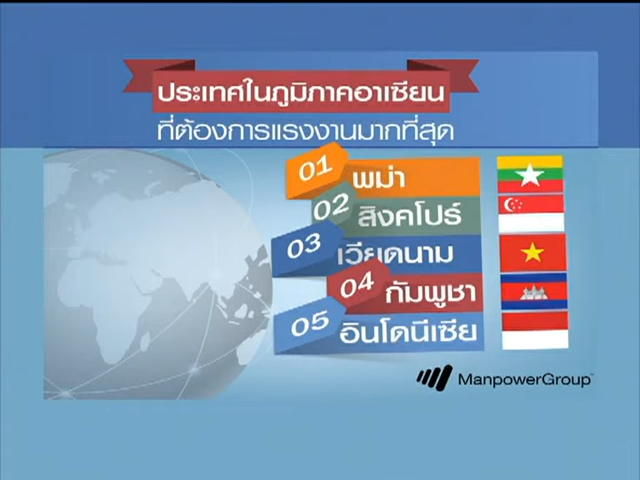 ประเทศในภูมิภาคอาเซียน
ที่ต้องการแรงงานมากที่สุด
01 พม่า
02 สิงคโปร์
03 เวียดนาม
04 กัมพูชา
05 อินโดนีเซีย
ManpowerGroup™